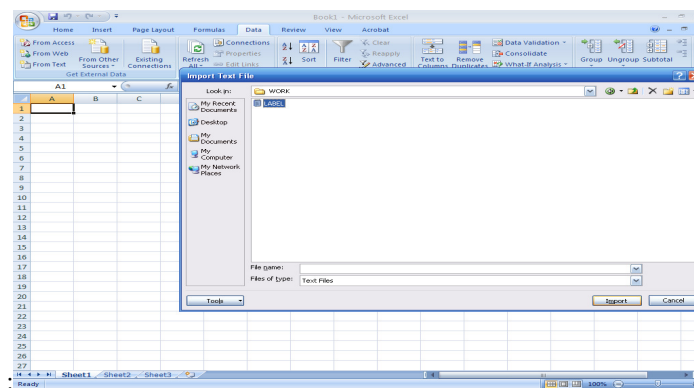 Book1 - Microsoft Excel
Home Insert Page Layout Formulas Data Review View Acrobat
From Access
From Web
From Text
From Other Sources
Existing Connections
Get External Data
Refresh All
Connections
Properties
Edit Links
Sort
Filter
Clear
Reapply
Advanced
Text to Columns
Remove Duplicates
Data Validation
Consolidate
What-If Analysis
Group Ungroup Subtotal
A1 fx
Import Text File
Look in: WORK
My Recent Documents
Desktop
My Documents
My Computer
My Network Places
LABEL
File name:
Files of type: Text Files
Tools Import Cancel
A B C
1
2
3
4
5
6
7
8
9
10
11
12
13
14
15
16
17
18
19
20
21
22
23
24
25
26
27
Sheet1 Sheet2 Sheet3
Ready 100%